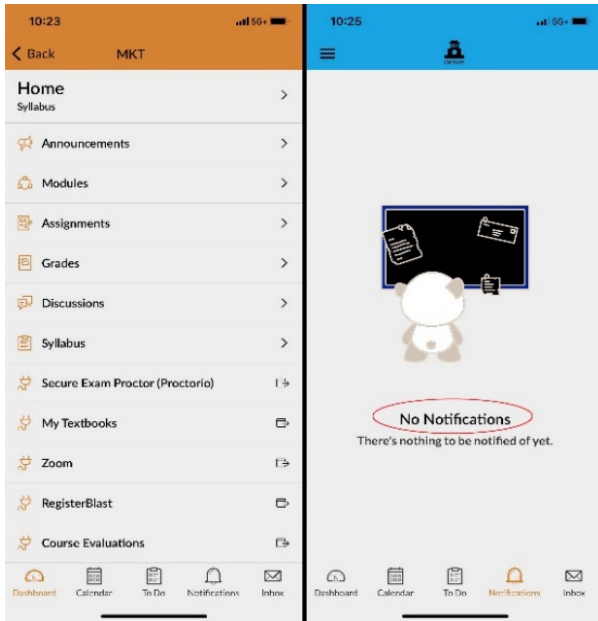 10:23
5G+
Back
MKT
Home
Syllabus
Announcements
Modules
Assignments
Grades
Discussions
Syllabus
Secure Exam Proctor (Proctorio)
My Textbooks
Zoom
RegisterBlast
Course Evaluations
Dashboard
Calendar
To Do
Notifications
Inbox
10:25
5G+
No Notifications
There's nothing to be notified of yet.
Dashboard
Calendar
To Do
Notifications
Inbox